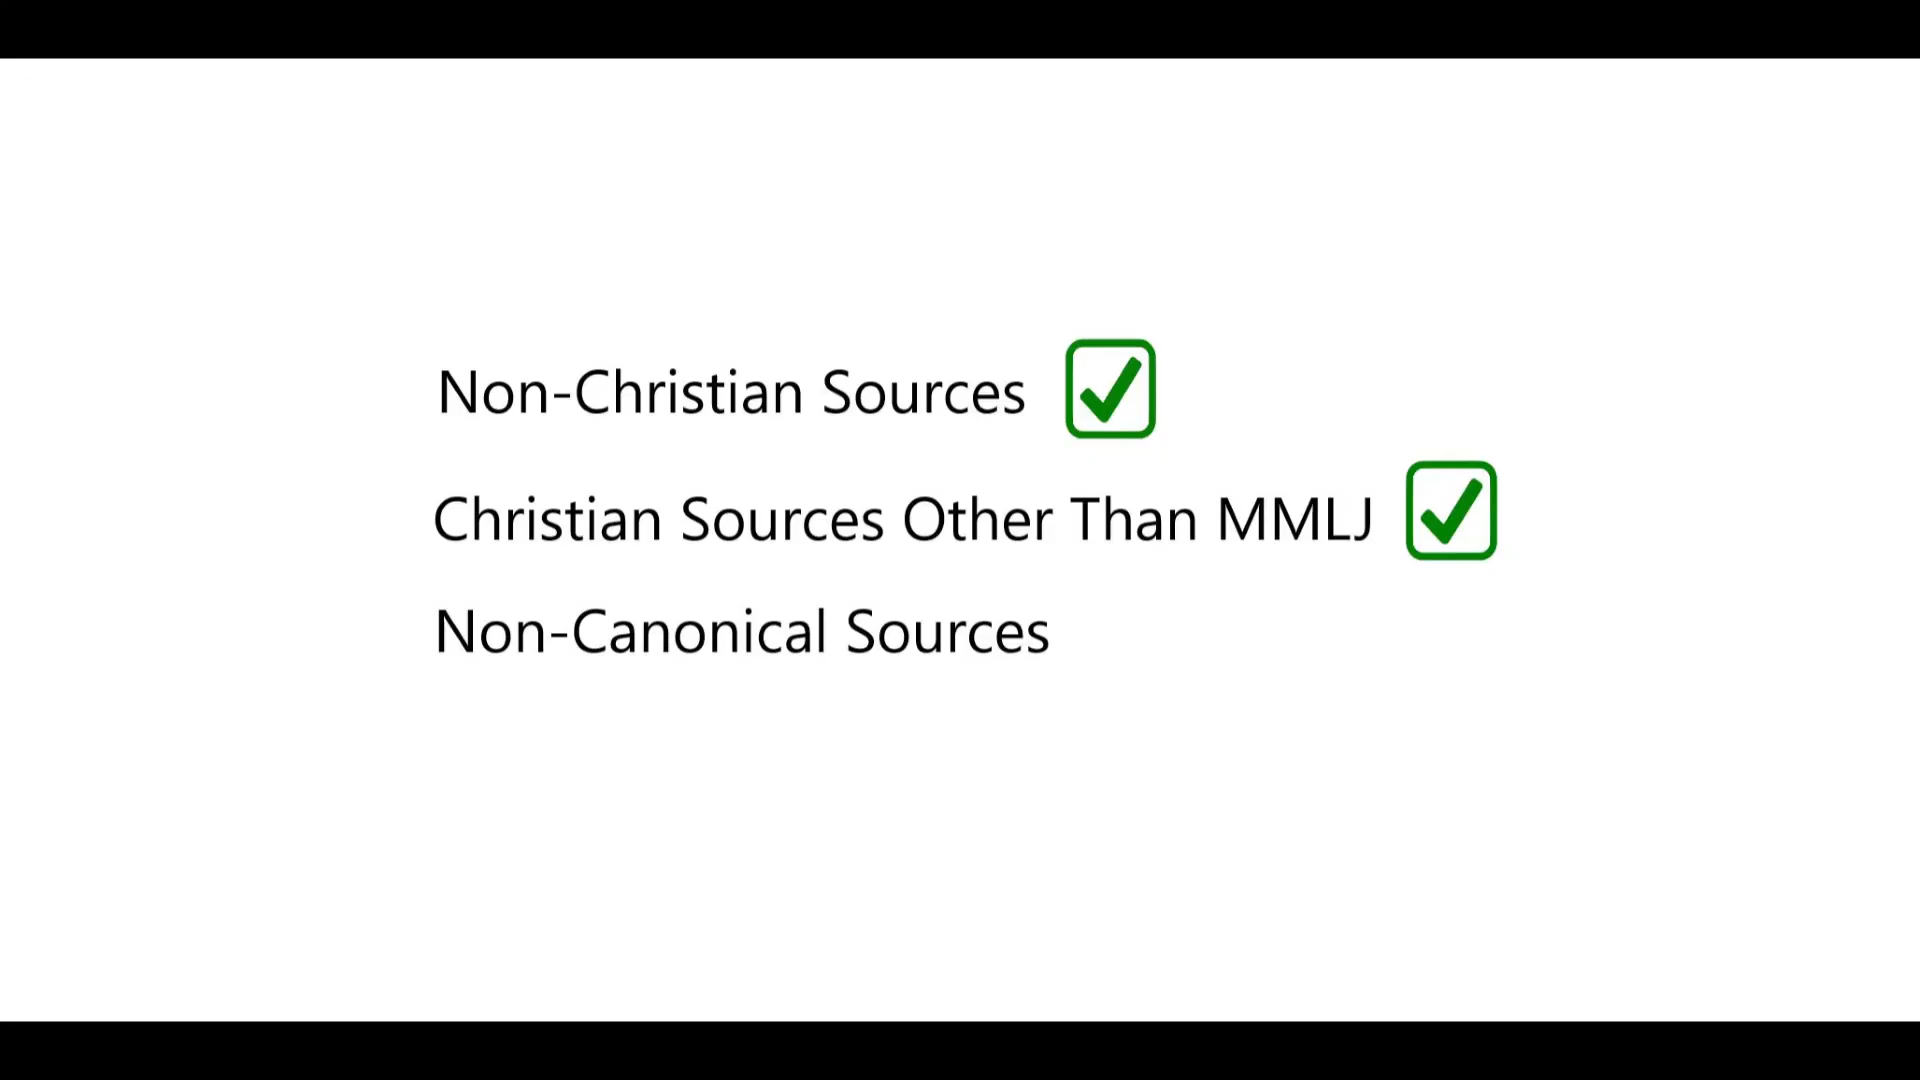 Non-Christian Sources
Christian Sources Other Than MMLJ
Non-Canonical Sources